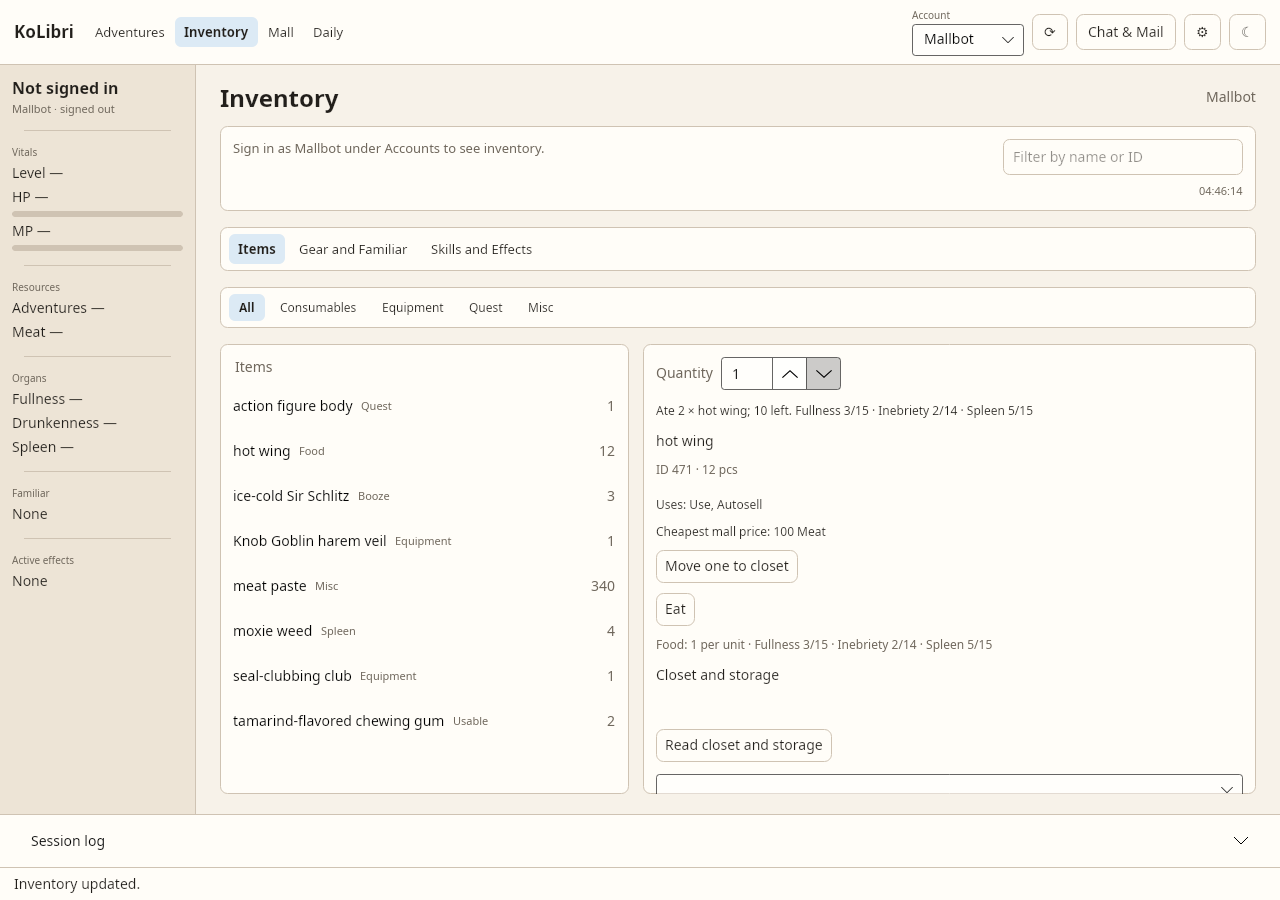 KoLibri
Adventures
Inventory
Mall
Daily
Account
Mallbot
⟳
Chat & Mail
⚙
☾
Not signed in
Mallbot · signed out
Vitals
Level —
HP —
MP —
Resources
Adventures —
Meat —
Organs
Fullness —
Drunkenness —
Spleen —
Familiar
None
Active effects
None
Inventory
Mallbot
Sign in as Mallbot under Accounts to see inventory.
Filter by name or ID
04:46:14
Items
Gear and Familiar
Skills and Effects
All
Consumables
Equipment
Quest
Misc
Items
action figure body Quest 1
hot wing Food 12
ice-cold Sir Schlitz Booze 3
Knob Goblin harem veil Equipment 1
meat paste Misc 340
moxie weed Spleen 4
seal-clubbing club Equipment 1
tamarind-flavored chewing gum Usable 2
Quantity 1
Ate 2 × hot wing; 10 left. Fullness 3/15 · Inebriety 2/14 · Spleen 5/15
hot wing
ID 471 · 12 pcs
Uses: Use, Autosell
Cheapest mall price: 100 Meat
Move one to closet
Eat
Food: 1 per unit · Fullness 3/15 · Inebriety 2/14 · Spleen 5/15
Closet and storage
Read closet and storage
Session log
Inventory updated.